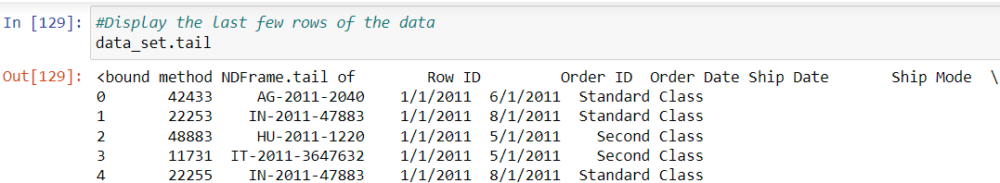 In [129]: #Display the last few rows of the data
data_set.tail
Out[129]: <bound method NDFrame.tail of        Row ID          Order ID  Order Date Ship Date       Ship Mode  \
0       42433     AG-2011-2040    1/1/2011  6/1/2011  Standard Class
1       22253    IN-2011-47883    1/1/2011  8/1/2011  Standard Class
2       48883     HU-2011-1220    1/1/2011  5/1/2011    Second Class
3       11731  IT-2011-3647632    1/1/2011  5/1/2011    Second Class
4       22255    IN-2011-47883    1/1/2011  8/1/2011  Standard Class